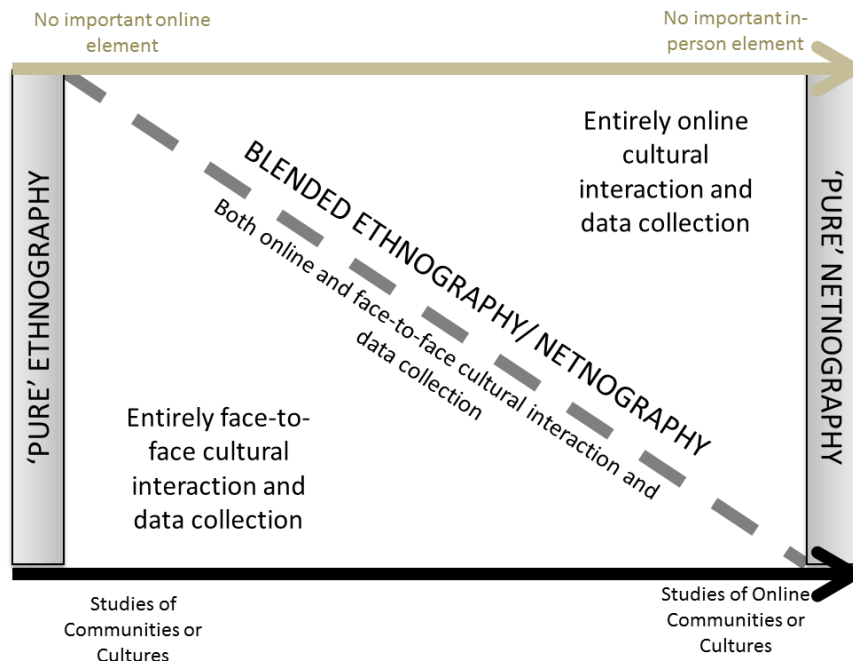 No important online
element
No important in-
person element
'PURE' ETHNOGRAPHY
BLENDED ETHNOGRAPHY/ NETNOGRAPHY
Both online and face-to-face cultural interaction and
data collection
Entirely online
cultural
interaction and
data collection
'PURE' NETNOGRAPHY
Entirely face-to-
face cultural
interaction and
data collection
Studies of
Communities or
Cultures
Studies of Online
Communities or
Cultures